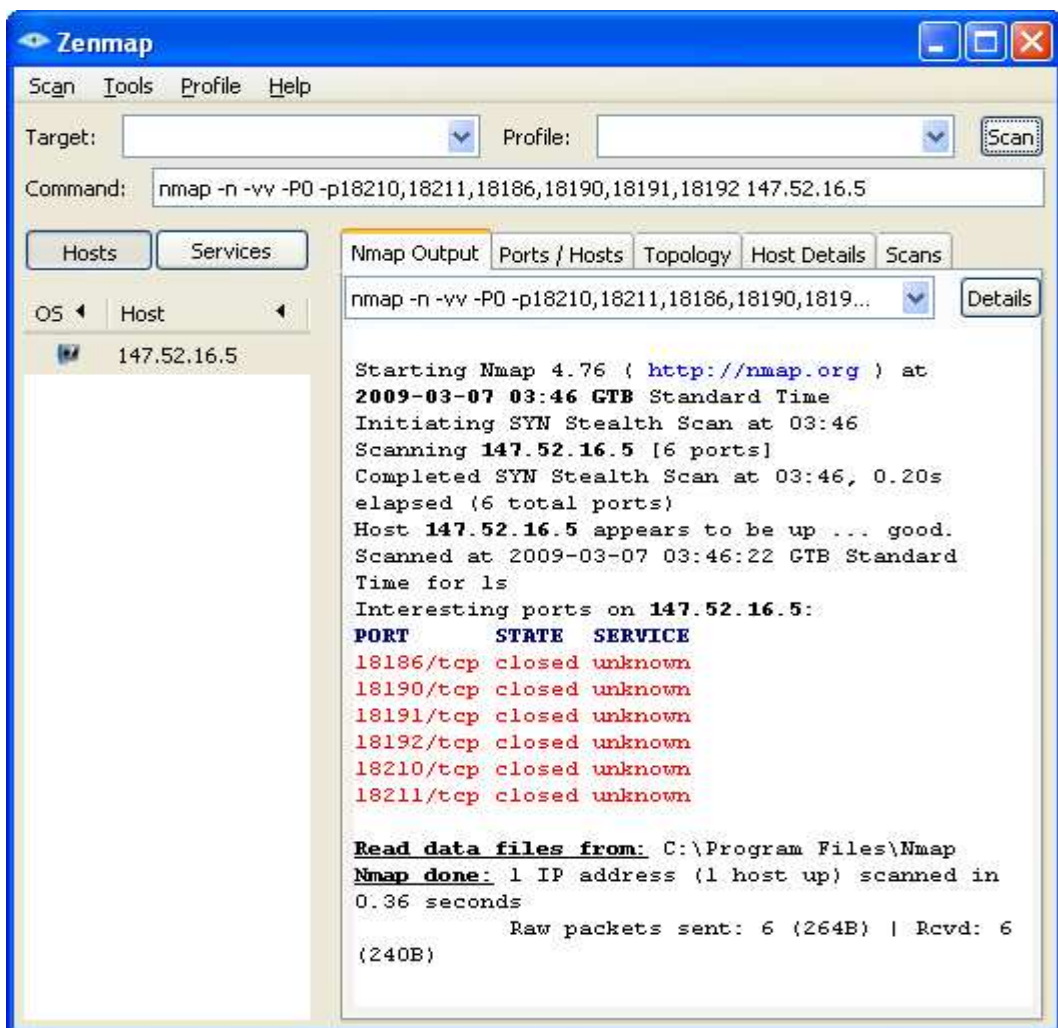 Zenmap
Scan Tools Profile Help
Target: Profile: Scan
Command: nmap -n -vv -P0 -p18210,18211,18186,18190,18191,18192 147.52.16.5
Hosts Services
Nmap Output Ports / Hosts Topology Host Details Scans
nmap -n -vv -P0 -p18210,18211,18186,18190,1819... Details
OS Host
147.52.16.5
Starting Nmap 4.76 ( http://nmap.org ) at
2009-03-07 03:46 GTB Standard Time
Initiating SYN Stealth Scan at 03:46
Scanning 147.52.16.5 [6 ports]
Completed SYN Stealth Scan at 03:46, 0.20s
elapsed (6 total ports)
Host 147.52.16.5 appears to be up ... good.
Scanned at 2009-03-07 03:46:22 GTB Standard
Time for 1s
Interesting ports on 147.52.16.5:
PORT STATE SERVICE
18186/tcp closed unknown
18190/tcp closed unknown
18191/tcp closed unknown
18192/tcp closed unknown
18210/tcp closed unknown
18211/tcp closed unknown
Read data files from: C:\Program Files\Nmap
Nmap done: 1 IP address (1 host up) scanned in
0.36 seconds
Raw packets sent: 6 (264B) | Rcvd: 6
(240B)